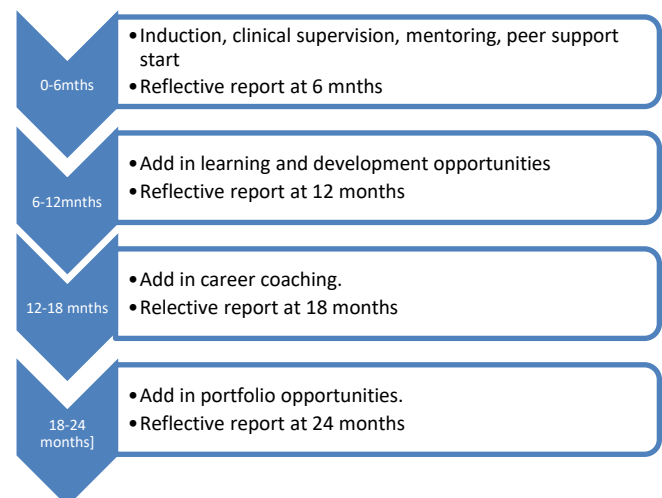 0-6mths
•Induction, clinical supervision, mentoring, peer support
start
•Reflective report at 6 mnths
6-12mnths
•Add in learning and development opportunities
•Reflective report at 12 months
12-18 mnths
•Add in career coaching.
•Relective report at 18 months
18-24
months]
•Add in portfolio opportunities.
•Reflective report at 24 months